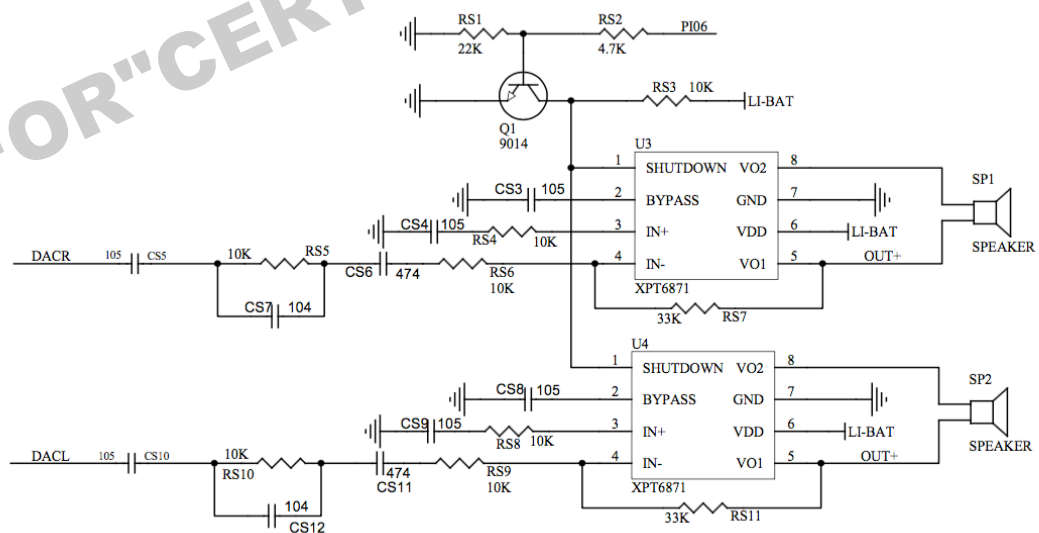 OR"CERT
RS1
22K
RS2
4.7K
PI06
RS3 10K
LI-BAT
Q1
9014
U3
1 SHUTDOWN VO2 8
2 BYPASS GND 7
3 IN+ VDD 6
4 IN- VO1 5
XPT6871
CS3 105
CS4 105
RS4 10K
LI-BAT
OUT+
SP1
SPEAKER
DACR
105 CS5
10K RS5
CS7 104
CS6 474
RS6
10K
33K RS7
U4
1 SHUTDOWN VO2 8
2 BYPASS GND 7
3 IN+ VDD 6
4 IN- VO1 5
XPT6871
CS8 105
CS9 105
RS8 10K
LI-BAT
OUT+
SP2
SPEAKER
DACL
105 CS10
10K
RS10
104
CS12
474
CS11
RS9
10K
33K RS11